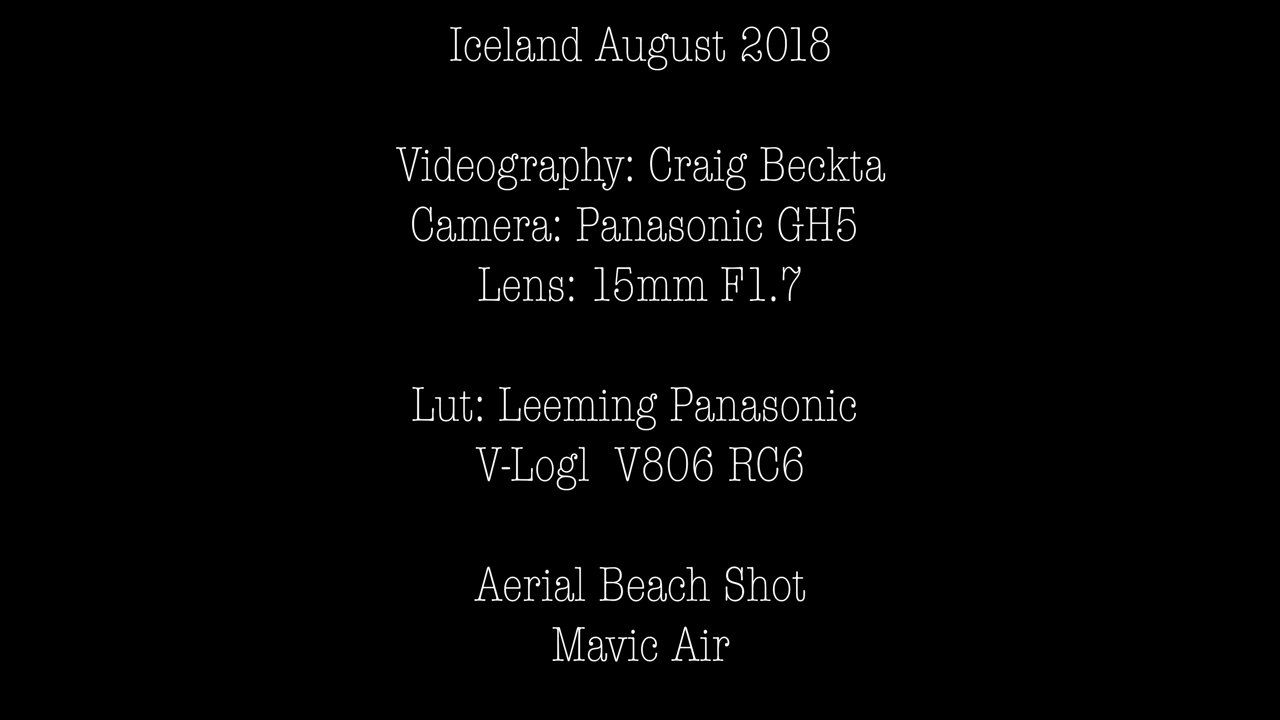 Iceland August 2018
Videography: Craig Beckta
Camera: Panasonic GH5
Lens: 15mm F1.7
Lut: Leeming Panasonic
V-Logl V806 RC6
Aerial Beach Shot
Mavic Air